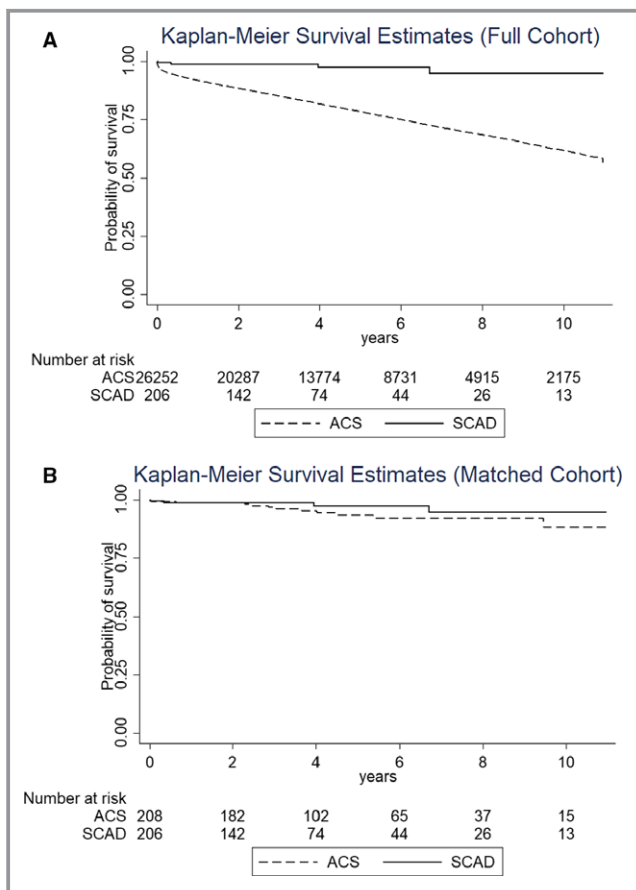 A
Kaplan-Meier Survival Estimates (Full Cohort)
Probability of survival
1.00
0.75
0.50
0.25
0.00
0 2 4 6 8 10
years
Number at risk
ACS 26252 20287 13774 8731 4915 2175
SCAD 206 142 74 44 26 13
ACS SCAD
B
Kaplan-Meier Survival Estimates (Matched Cohort)
Probability of survival
1.00
0.75
0.50
0.25
0.00
0 2 4 6 8 10
years
Number at risk
ACS 208 182 102 65 37 15
SCAD 206 142 74 44 26 13
ACS SCAD